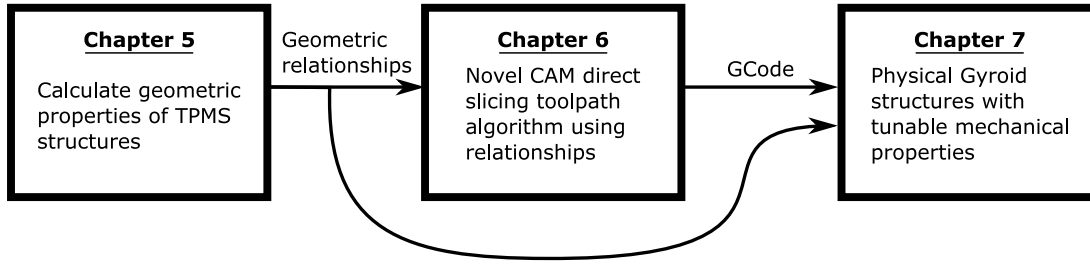 Chapter 5
Calculate geometric
properties of TPMS
structures
Geometric
relationships
Chapter 6
Novel CAM direct
slicing toolpath
algorithm using
relationships
GCode
Chapter 7
Physical Gyroid
structures with
tunable mechanical
properties